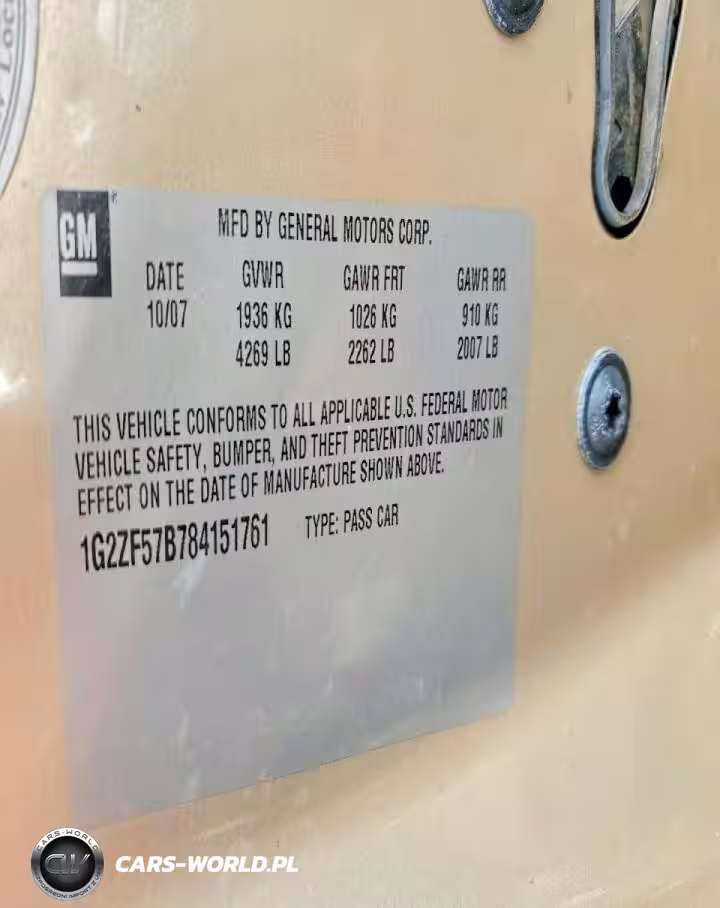 GM
MFD BY GENERAL MOTORS CORP.
DATE GVWR GAWR FRT GAWR RR
10/07 1936 KG 1026 KG 910 KG
4269 LB 2262 LB 2007 LB
THIS VEHICLE CONFORMS TO ALL APPLICABLE U.S. FEDERAL MOTOR
VEHICLE SAFETY, BUMPER, AND THEFT PREVENTION STANDARDS IN
EFFECT ON THE DATE OF MANUFACTURE SHOWN ABOVE.
1G2ZF57B784151761 TYPE: PASS CAR
CARS-WORLD
CW
CARS-WORLD.PL